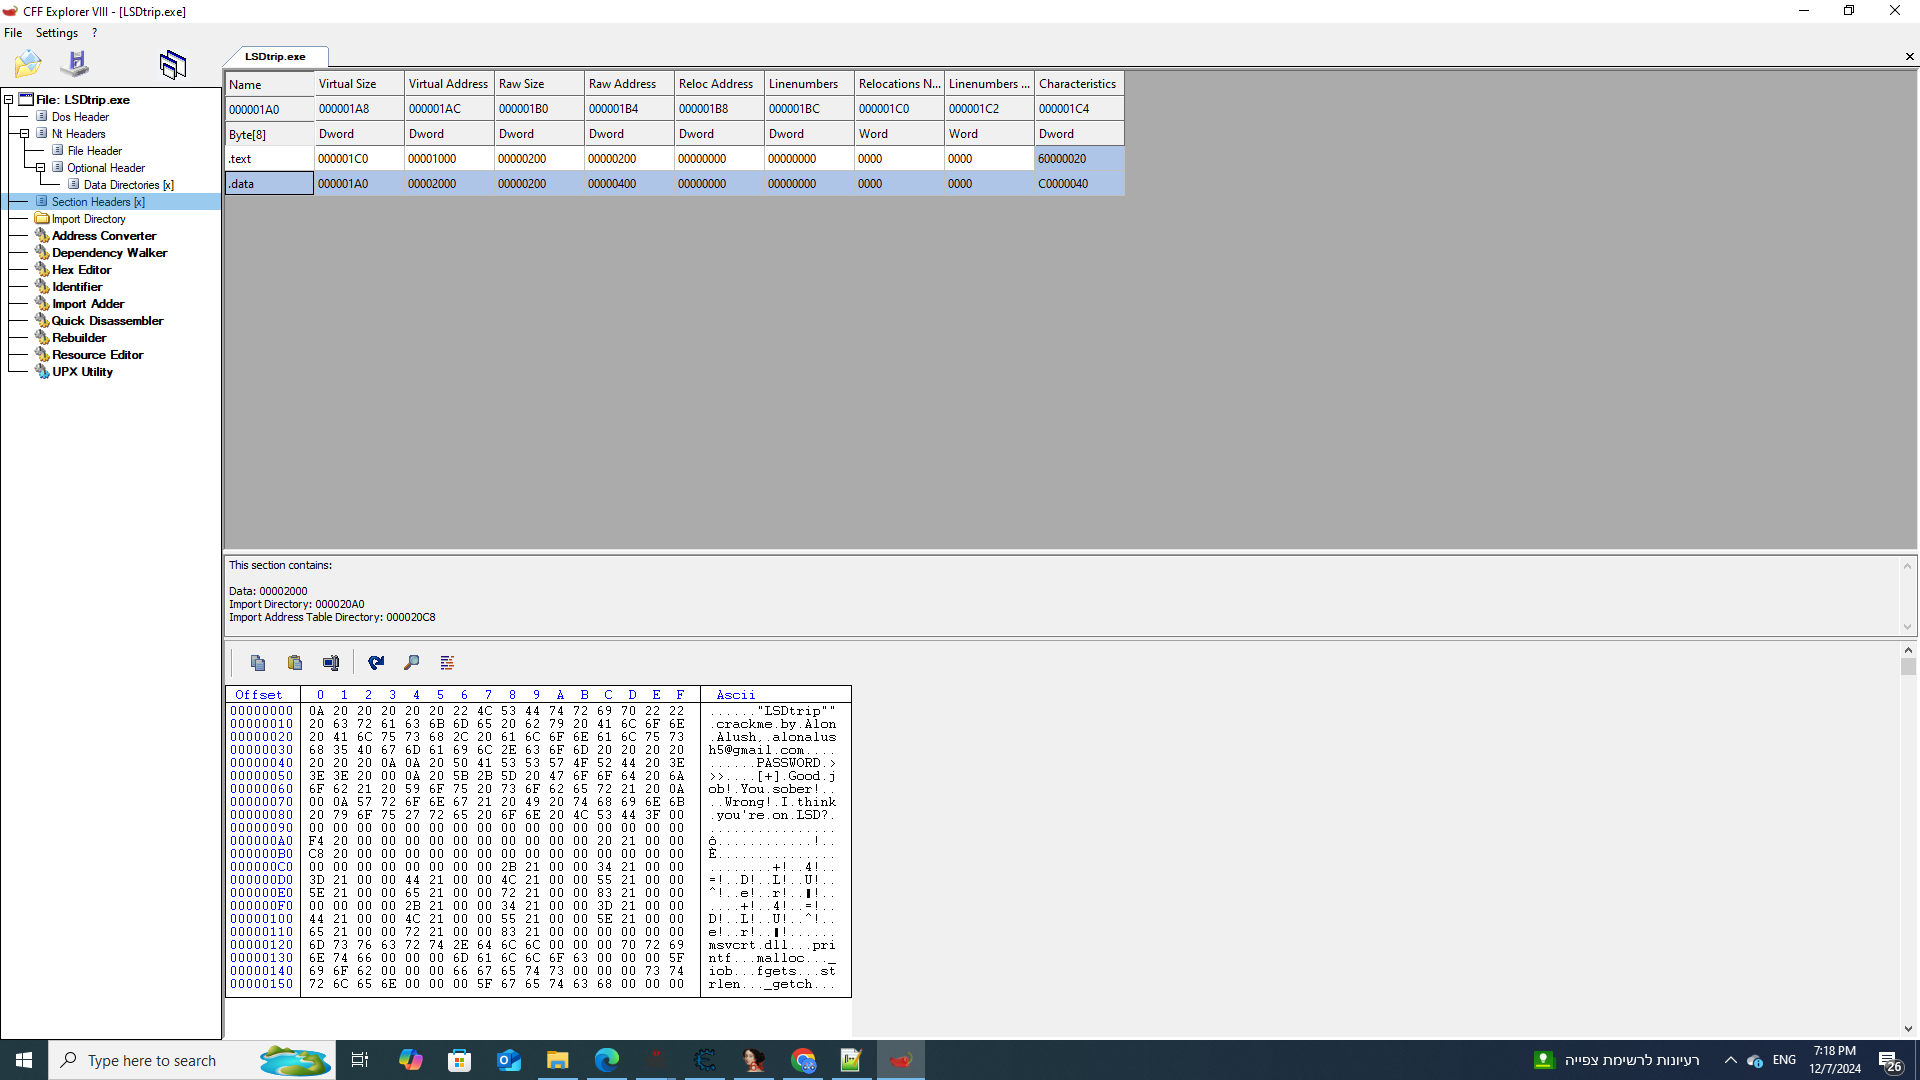 CFF Explorer VIII - [LSDtrip.exe]
File Settings ?
LSDtrip.exe
File: LSDtrip.exe
Dos Header
Nt Headers
File Header
Optional Header
Data Directories [x]
Section Headers [x]
Import Directory
Address Converter
Dependency Walker
Hex Editor
Identifier
Import Adder
Quick Disassembler
Rebuilder
Resource Editor
UPX Utility
Name Virtual Size Virtual Address Raw Size Raw Address Reloc Address Linenumbers Relocations N... Linenumbers ... Characteristics
000001A0 000001A8 000001AC 000001B0 000001B4 000001B8 000001BC 000001C0 000001C2 000001C4
Byte[8] Dword Dword Dword Dword Dword Dword Word Word Dword
.text 000001C0 00001000 00000200 00000200 00000000 00000000 0000 0000 60000020
.data 000001A0 00002000 00000200 00000400 00000000 00000000 0000 0000 C0000040
This section contains:
Data: 00002000
Import Directory: 000020A0
Import Address Table Directory: 000020C8
Offset 0 1 2 3 4 5 6 7 8 9 A B C D E F Ascii
00000000 0A 20 20 20 20 20 22 4C 53 44 74 72 69 70 22 22 ......"LSDtrip""
00000010 20 63 72 61 63 6B 6D 65 20 62 79 20 41 6C 6F 6E .crackme.by.Alon
00000020 20 41 6C 75 73 68 2C 20 61 6C 6F 6E 61 6C 75 73 .Alush,.alonalus
00000030 68 35 40 67 6D 61 69 6C 2E 63 6F 6D 20 20 20 20 h5@gmail.com....
00000040 20 20 20 0A 0A 20 50 41 53 53 57 4F 52 44 20 3E ......PASSWORD.>
00000050 3E 3E 20 00 0A 20 5B 2B 5D 20 47 6F 6F 64 20 6A >>....[+].Good.j
00000060 6F 62 21 20 59 6F 75 20 73 6F 62 65 72 21 20 0A ob!.You.sober!..
00000070 00 0A 57 72 6F 6E 67 21 20 49 20 74 68 69 6E 6B ..Wrong!.I.think
00000080 20 79 6F 75 27 72 65 20 6F 6E 20 4C 53 44 3F 00 .you're.on.LSD?.
00000090 00 00 00 00 00 00 00 00 00 00 00 00 00 00 00 00 ................
000000A0 F4 20 00 00 00 00 00 00 00 00 00 00 20 21 00 00 ô............!..
000000B0 C8 20 00 00 00 00 00 00 00 00 00 00 00 00 00 00 È...............
000000C0 00 00 00 00 00 00 00 00 2B 21 00 00 34 21 00 00 ........+!..4!..
000000D0 3D 21 00 00 44 21 00 00 4C 21 00 00 55 21 00 00 =!..D!..L!..U!..
000000E0 5E 21 00 00 65 21 00 00 72 21 00 00 83 21 00 00 ^!..e!..r!..▮!..
000000F0 00 00 00 00 2B 21 00 00 34 21 00 00 3D 21 00 00 ....+!..4!..=!..
00000100 44 21 00 00 4C 21 00 00 55 21 00 00 5E 21 00 00 D!..L!..U!..^!..
00000110 65 21 00 00 72 21 00 00 83 21 00 00 00 00 00 00 e!..r!..▮!......
00000120 6D 73 76 63 72 74 2E 64 6C 6C 00 00 00 70 72 69 msvcrt.dll...pri
00000130 6E 74 66 00 00 00 6D 61 6C 6C 6F 63 00 00 00 5F ntf...malloc..._
00000140 69 6F 62 00 00 00 66 67 65 74 73 00 00 00 73 74 iob...fgets...st
00000150 72 6C 65 6E 00 00 00 5F 67 65 74 63 68 00 00 00 rlen..._getch...
Type here to search
רעיונות לרשימת צפייה
ENG
7:18 PM
12/7/2024
26